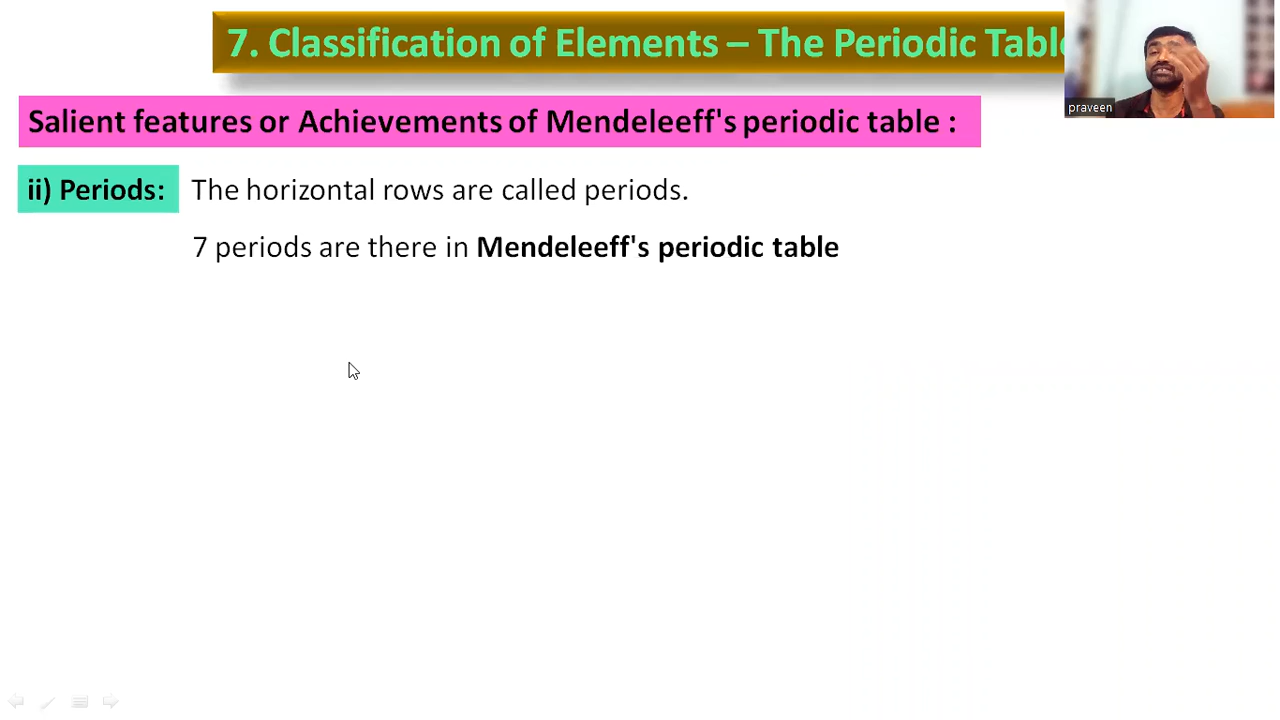 7. Classification of Elements – The Periodic Table
praveen
Salient features or Achievements of Mendeleeff's periodic table :
ii) Periods: The horizontal rows are called periods.
7 periods are there in Mendeleeff's periodic table